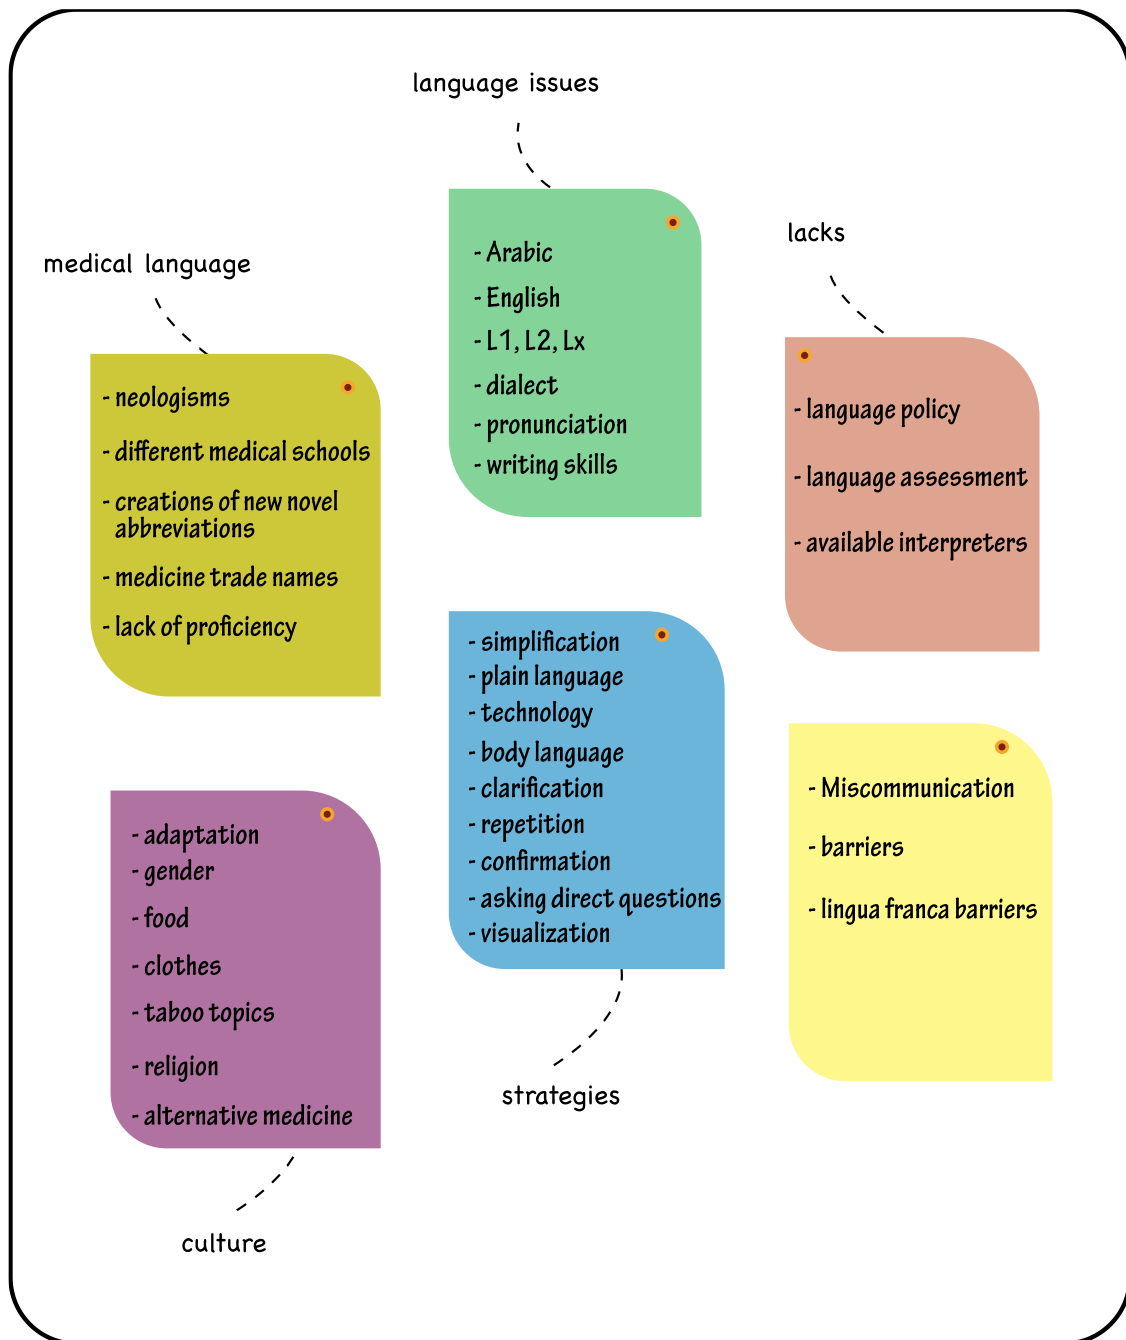 language issues
- Arabic
- English
- L1, L2, Lx
- dialect
- pronunciation
- writing skills
lacks
- language policy
- language assessment
- available interpreters
medical language
- neologisms
- different medical schools
- creations of new novel
abbreviations
- medicine trade names
- lack of proficiency
- simplification
- plain language
- technology
- body language
- clarification
- repetition
- confirmation
- asking direct questions
- visualization
strategies
- Miscommunication
- barriers
- lingua franca barriers
- adaptation
- gender
- food
- clothes
- taboo topics
- religion
- alternative medicine
culture